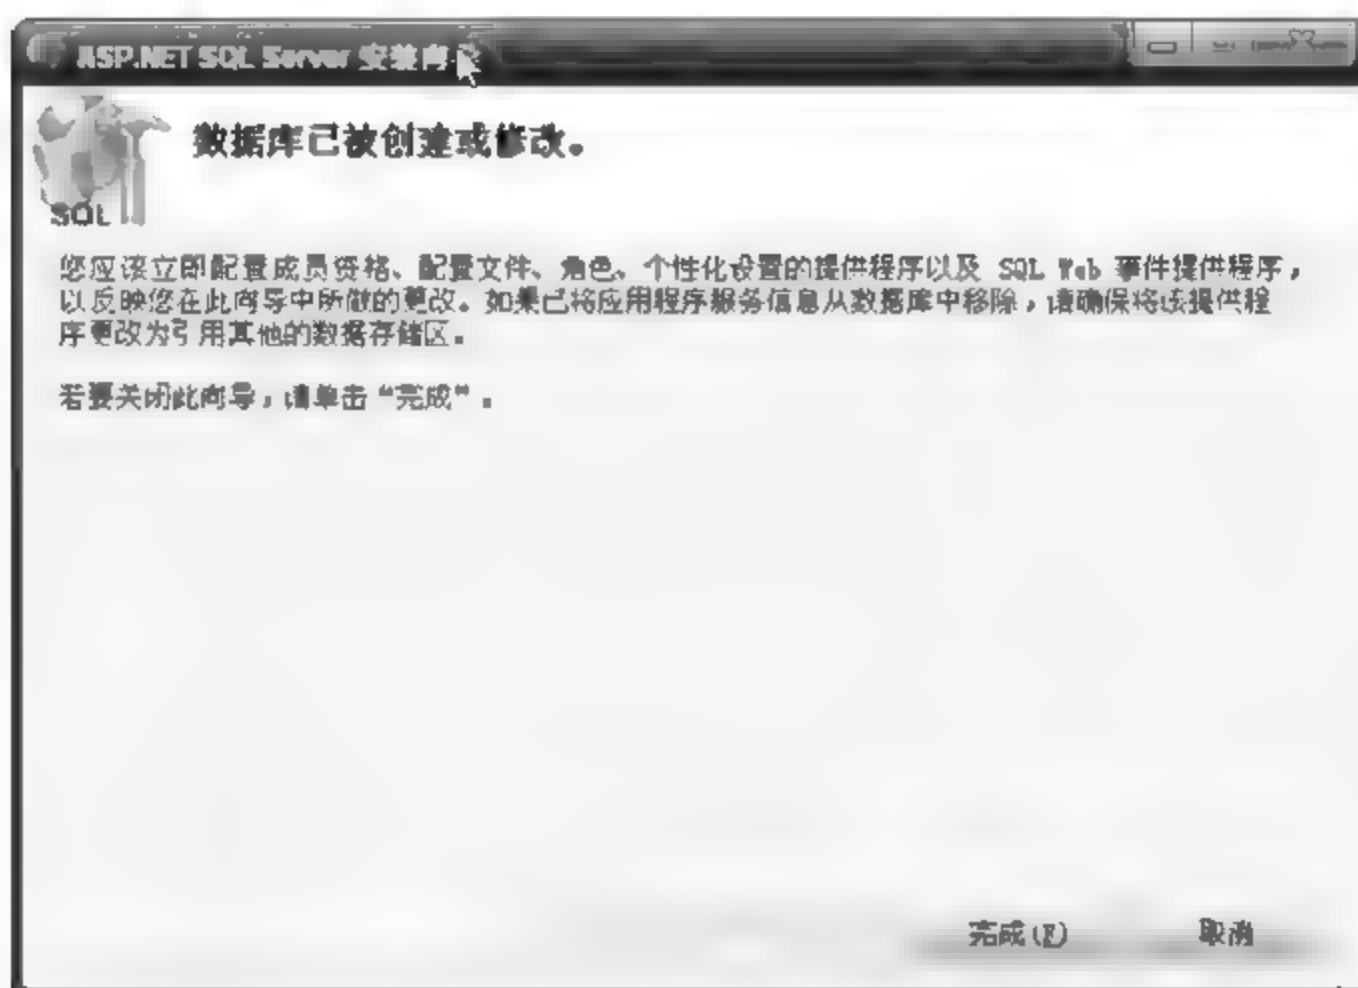 ASP.NET SQL Server 安装向
数据库已被创建或修改。
SQL
您应该立即配置成员资格、配置文件、角色、个性化设置的提供程序以及 SQL Web 事件提供程序，
以反映您在此向导中所做的更改。如果已将应用程序服务信息从数据库中移除，请确保将该提供程
序更改为引用其他的数据存储区。
若要关闭此向导，请单击“完成”。
完成(F)
取消